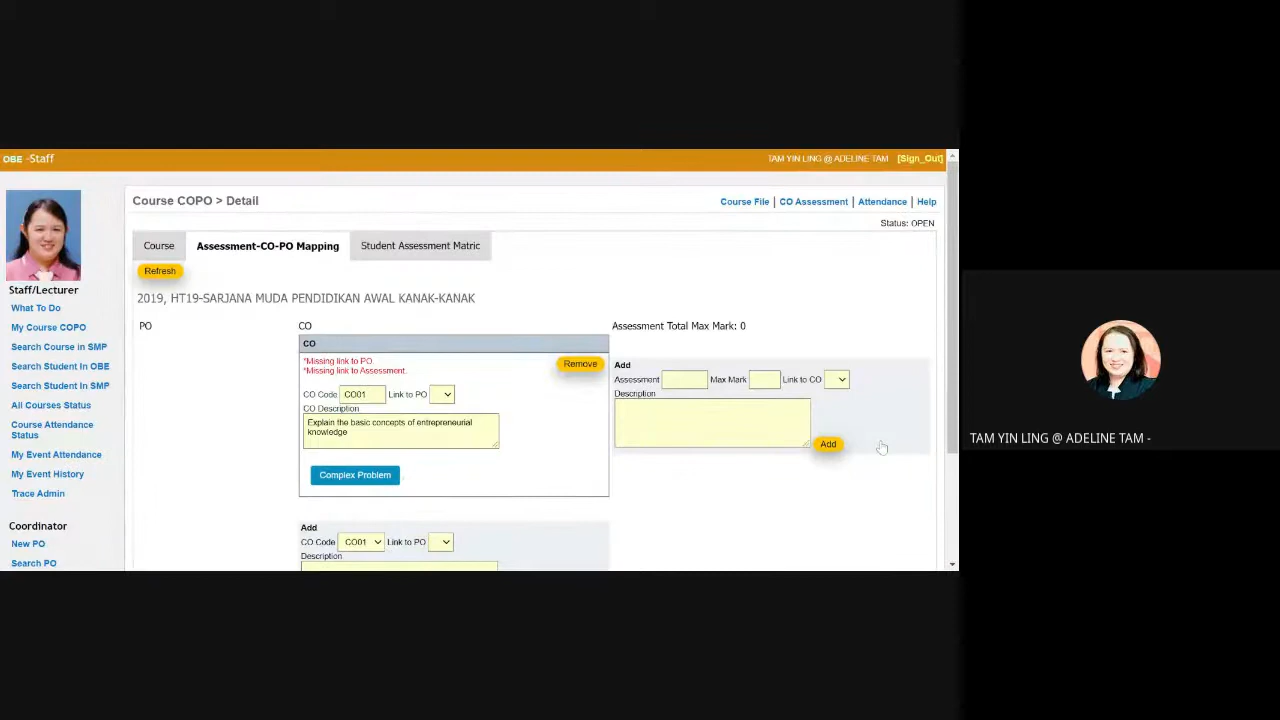 OBE -Staff
TAM YIN LING @ ADELINE TAM [Sign_Out]
Course COPO > Detail
Course File | CO Assessment | Attendance | Help
Status: OPEN
Course
Assessment-CO-PO Mapping
Student Assessment Matric
Refresh
2019, HT19-SARJANA MUDA PENDIDIKAN AWAL KANAK-KANAK
PO
CO
Assessment Total Max Mark: 0
CO
*Missing link to PO.
*Missing link to Assessment.
Remove
CO Code CO01 Link to PO
CO Description
Explain the basic concepts of entrepreneurial
knowledge
Complex Problem
Add
CO Code CO01 Link to PO
Description
Add
Assessment Max Mark Link to CO
Description
Add
Staff/Lecturer
What To Do
My Course COPO
Search Course in SMP
Search Student In OBE
Search Student In SMP
All Courses Status
Course Attendance
Status
My Event Attendance
My Event History
Trace Admin
Coordinator
New PO
Search PO
TAM YIN LING @ ADELINE TAM -